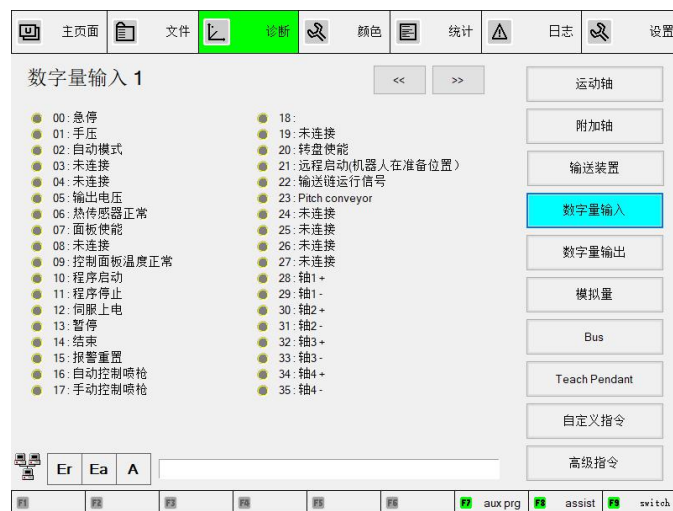 主页面 文件 诊断 颜色 统计 日志 设置
数字量输入 1
<< >>
00:急停
01:手压
02:自动模式
03:未连接
04:未连接
05:输出电压
06:热传感器正常
07:面板使能
08:未连接
09:控制面板温度正常
10:程序启动
11:程序停止
12:伺服上电
13:暂停
14:结束
15:报警重置
16:自动控制喷枪
17:手动控制喷枪
18:
19:未连接
20:转盘使能
21:远程启动(机器人在准备位置)
22:输送链运行信号
23:Pitch conveyor
24:未连接
25:未连接
26:未连接
27:未连接
28:轴1+
29:轴1-
30:轴2+
31:轴2-
32:轴3+
33:轴3-
34:轴4+
35:轴4-
运动轴
附加轴
输送装置
数字量输入
数字量输出
模拟量
Bus
Teach Pendant
自定义指令
高级指令
Er Ea A
F1 F2 F3 F4 F5 F6 F7 aux prg F8 assist F9 switch